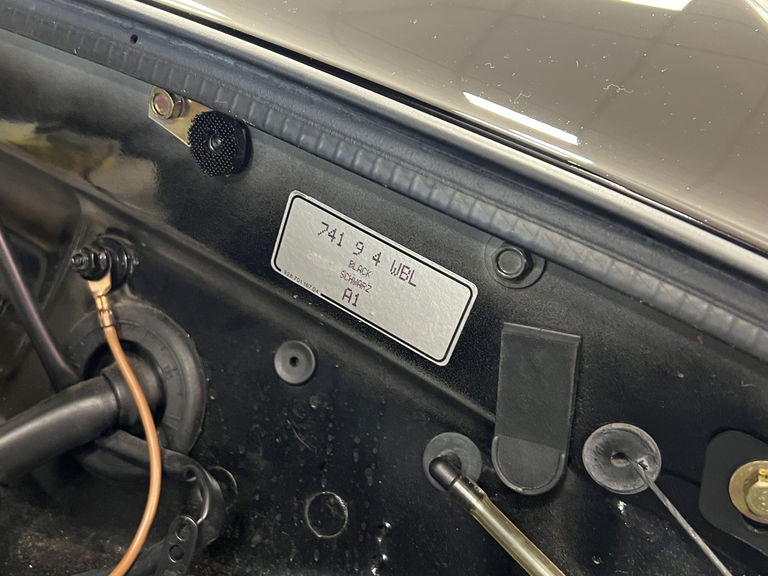 741 9 4 WBL
BLACK
SCHWARZ
A1